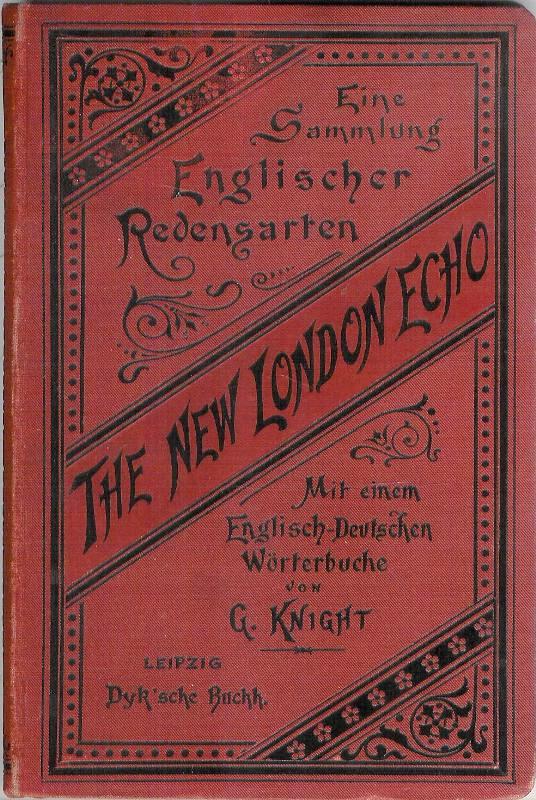 Eine
Sammlung
Englischer
Redensarten
THE NEW LONDON ECHO
Mit einem
Englisch-Deutschen
Wörterbuche
VON
G. KNIGHT
LEIPZIG
Dyk'sche Buchh.